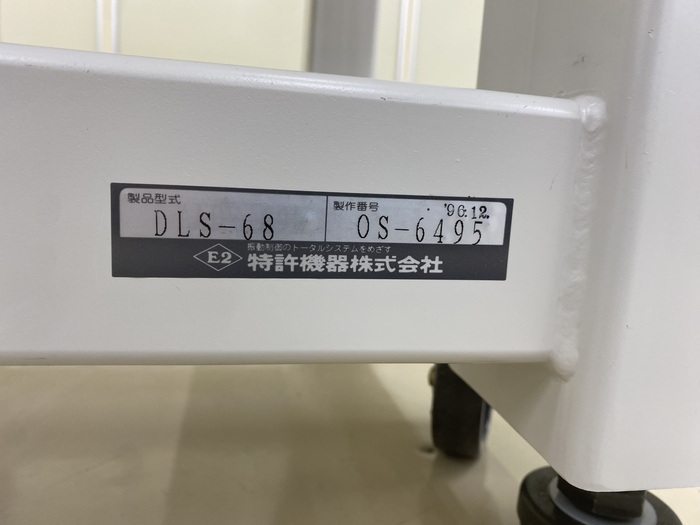 製品型式
DLS-68
製作番号
'90.12.
OS-6495
振動制御のトータルシステムをめざす
E2 特許機器株式会社